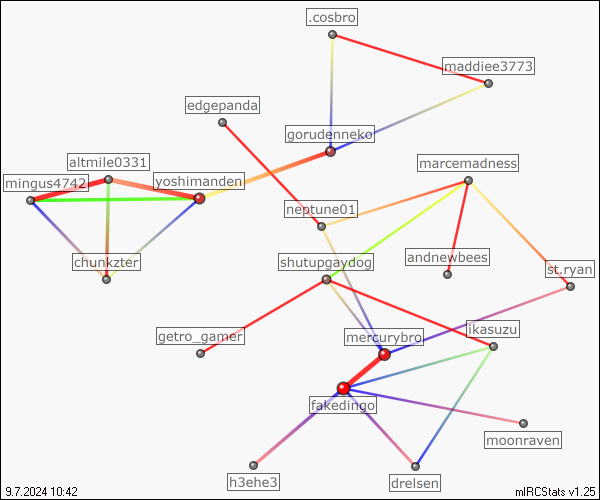 .cosbro
maddiee3773
edgepanda
gorudenneko
altmile0331
marcemadness
mingus4742
yoshimanden
neptune01
chunkzter
shutupgaydog
andnewbees
st.ryan
getro_gamer
mercurybro
ikasuzu
fakedingo
moonraven
h3ehe3
drelsen
9.7.2024 10:42
mIRCStats v1.25